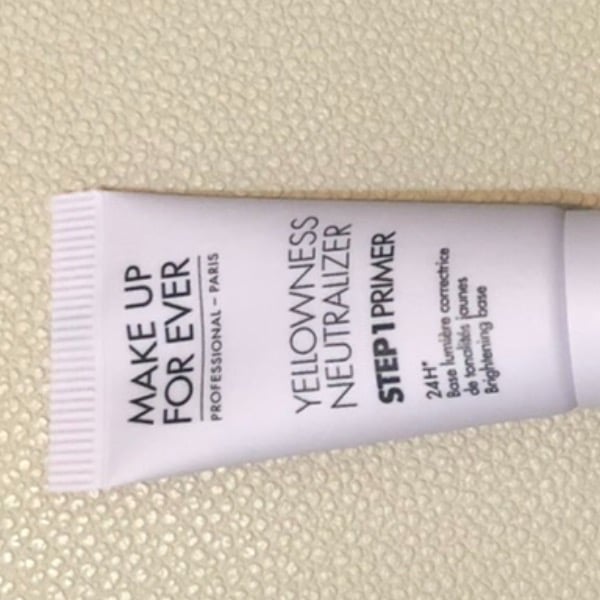 MAKE UP
FOR EVER
PROFESSIONAL – PARIS
YELLOWNESS
NEUTRALIZER
STEP 1 PRIMER
24H*
Base lumière correctrice
de tonalités jaunes
Brightening base